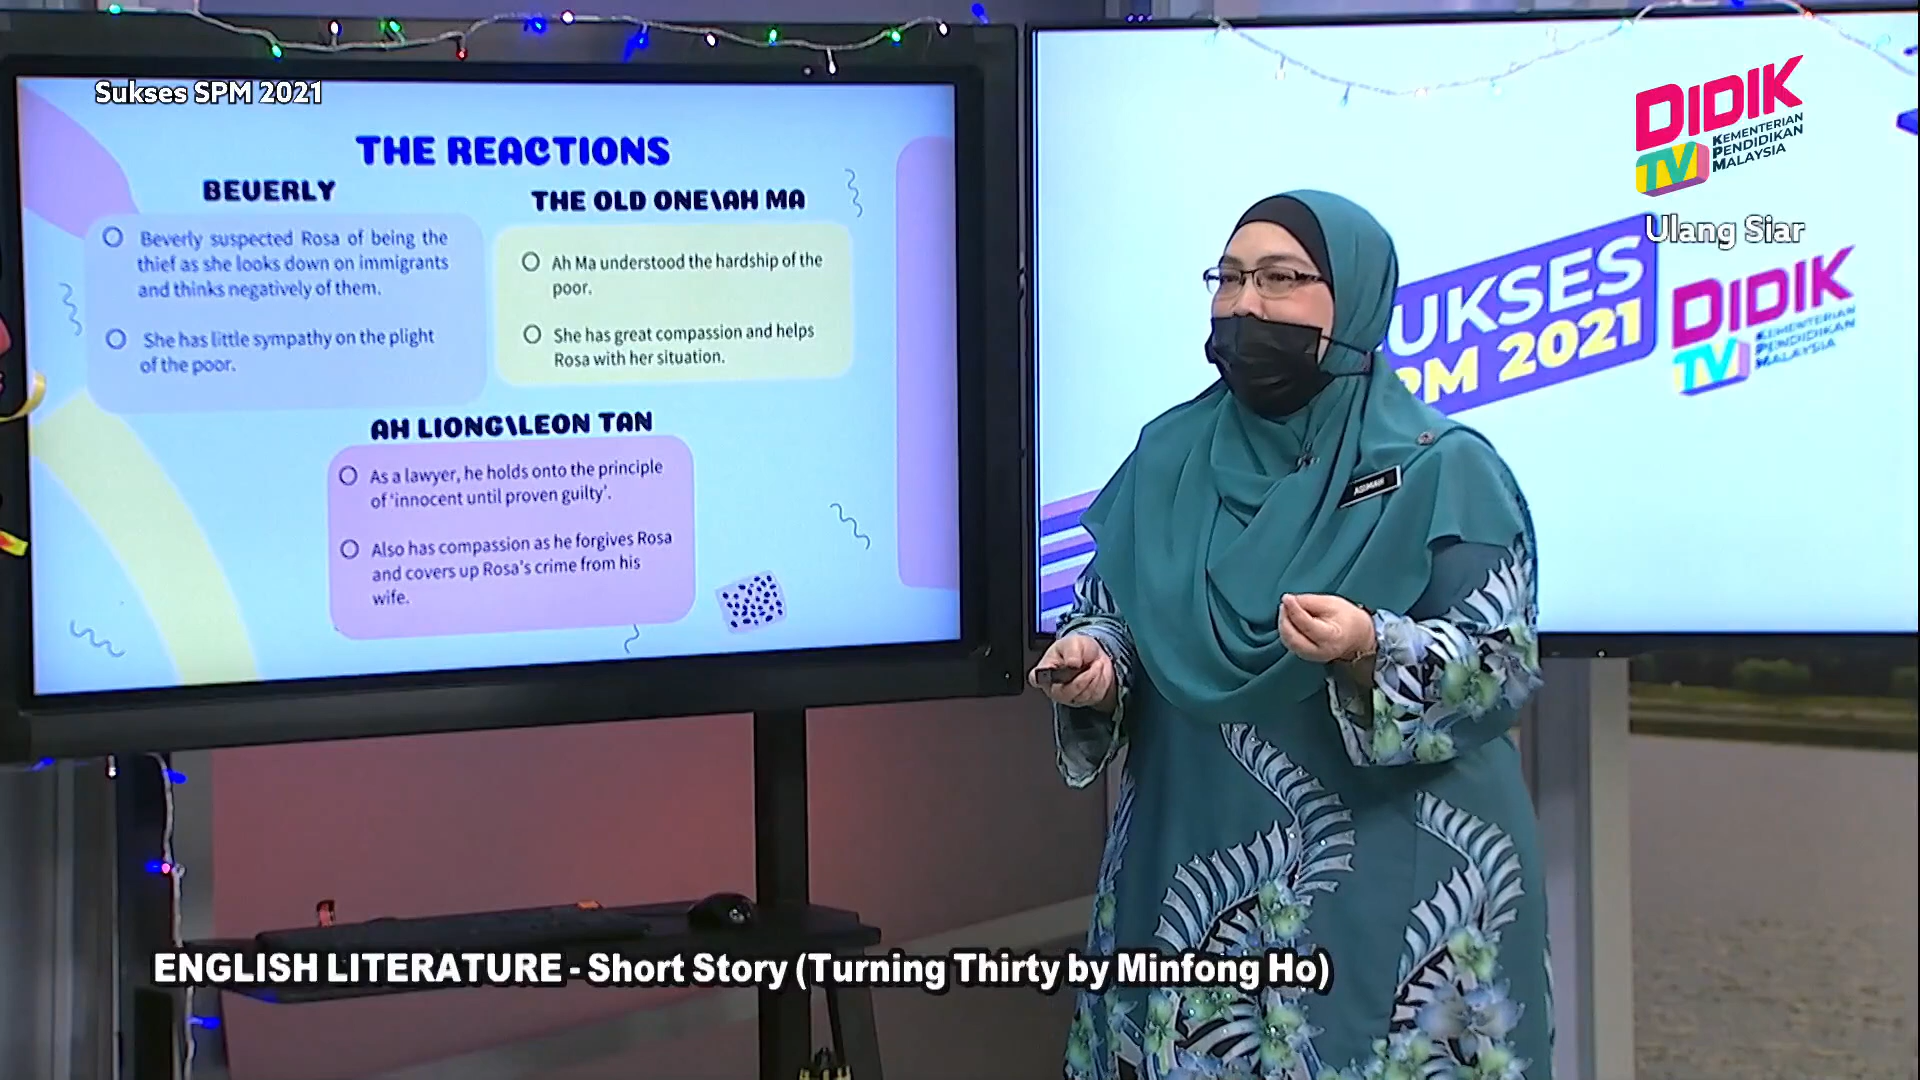 Sukses SPM 2021
THE REACTIONS
BEVERLY
Beverly suspected Rosa of being the
thief as she looks down on immigrants
and thinks negatively of them.
She has little sympathy on the plight
of the poor.
THE OLD ONE\AH MA
Ah Ma understood the hardship of the
poor.
She has great compassion and helps
Rosa with her situation.
AH LIONG\LEON TAN
As a lawyer, he holds onto the principle
of 'innocent until proven guilty'.
Also has compassion as he forgives Rosa
and covers up Rosa's crime from his
wife.
DIDIK
TV
KEMENTERIAN
PENDIDIKAN
MALAYSIA
Ulang Siar
UKSES
PM 2021
DIDIK
TV
KEMENTERIAN
PENDIDIKAN
MALAYSIA
ENGLISH LITERATURE - Short Story (Turning Thirty by Minfong Ho)